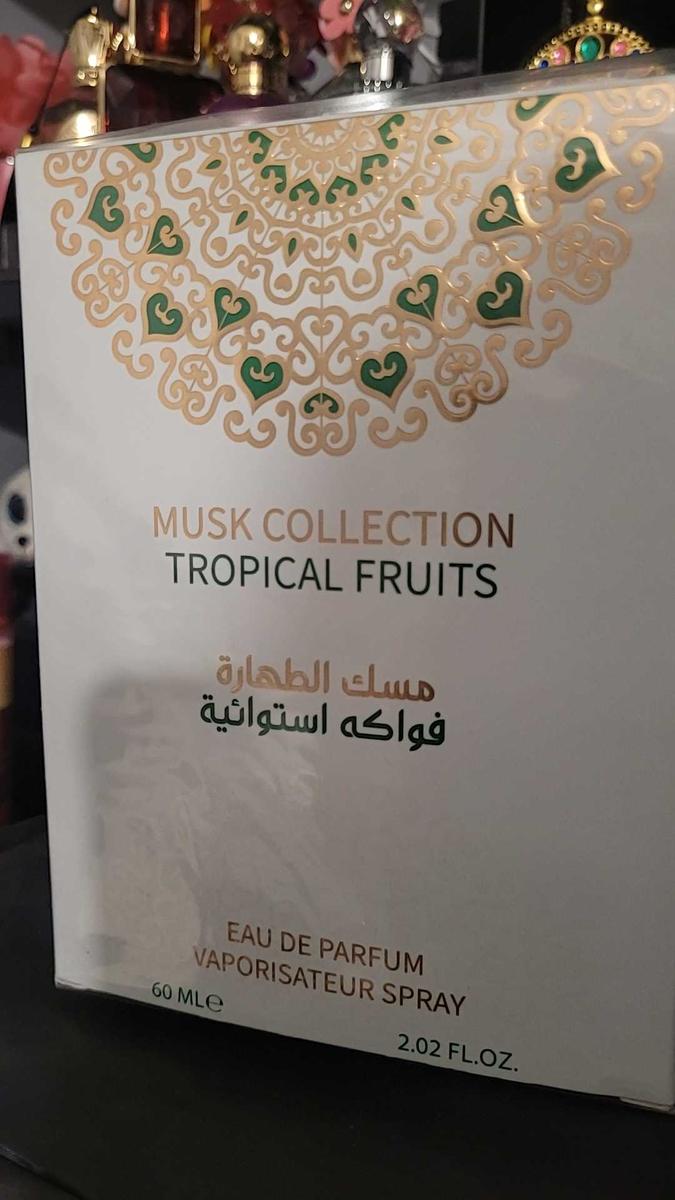 MUSK COLLECTION
TROPICAL FRUITS
مسك الطهارة
فواكه استوائية
EAU DE PARFUM
VAPORISATEUR SPRAY
60 ML℮
2.02 FL.OZ.